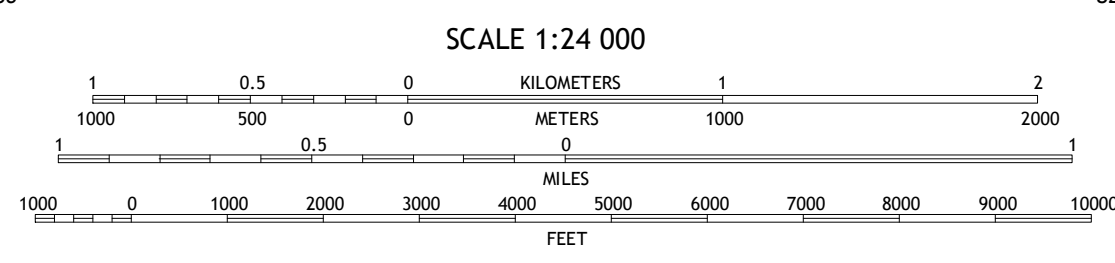 SCALE 1:24 000
1 0.5 0 KILOMETERS 1 2
1000 500 0 METERS 1000 2000
1 0.5 0 1
MILES
1000 0 1000 2000 3000 4000 5000 6000 7000 8000 9000 10000
FEET